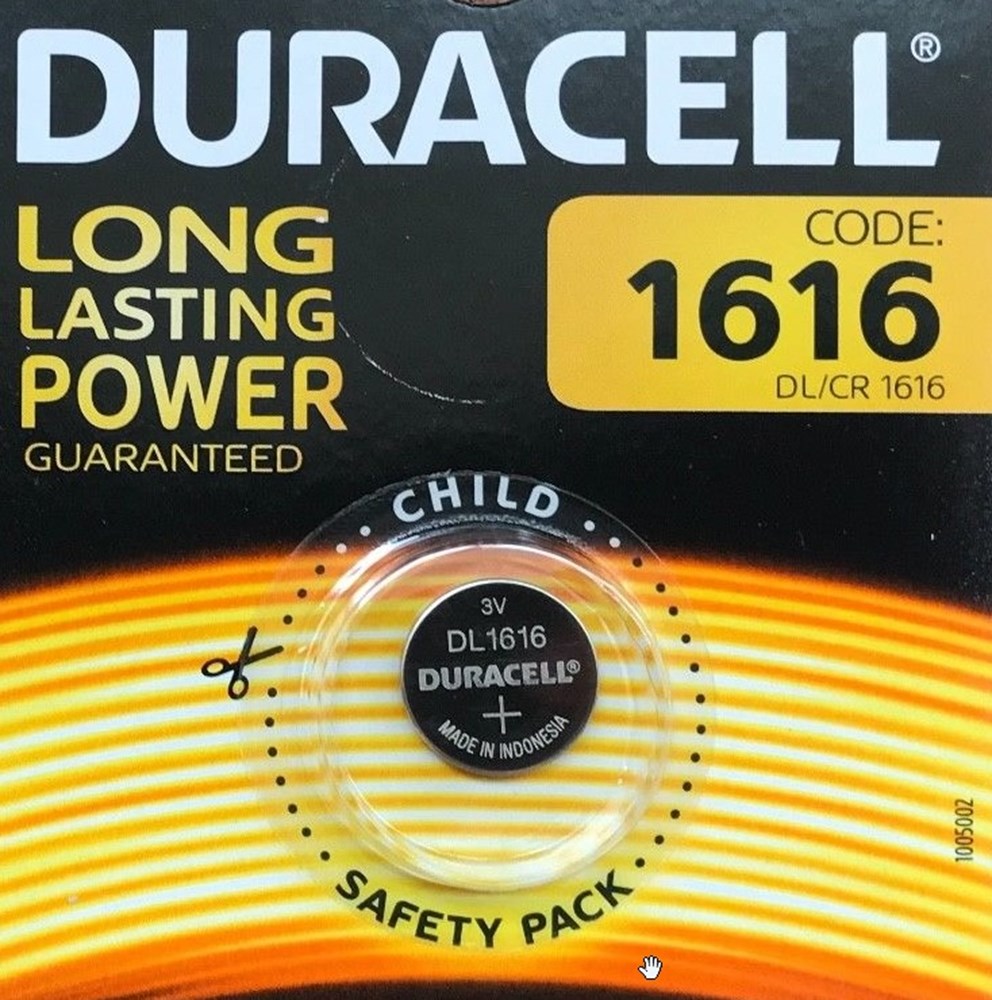 DURACELL®
LONG
LASTING
POWER
GUARANTEED
CODE:
1616
DL/CR 1616
CHILD
3V
DL1616
DURACELL®
+
MADE IN INDONESIA
SAFETY PACK
1005002